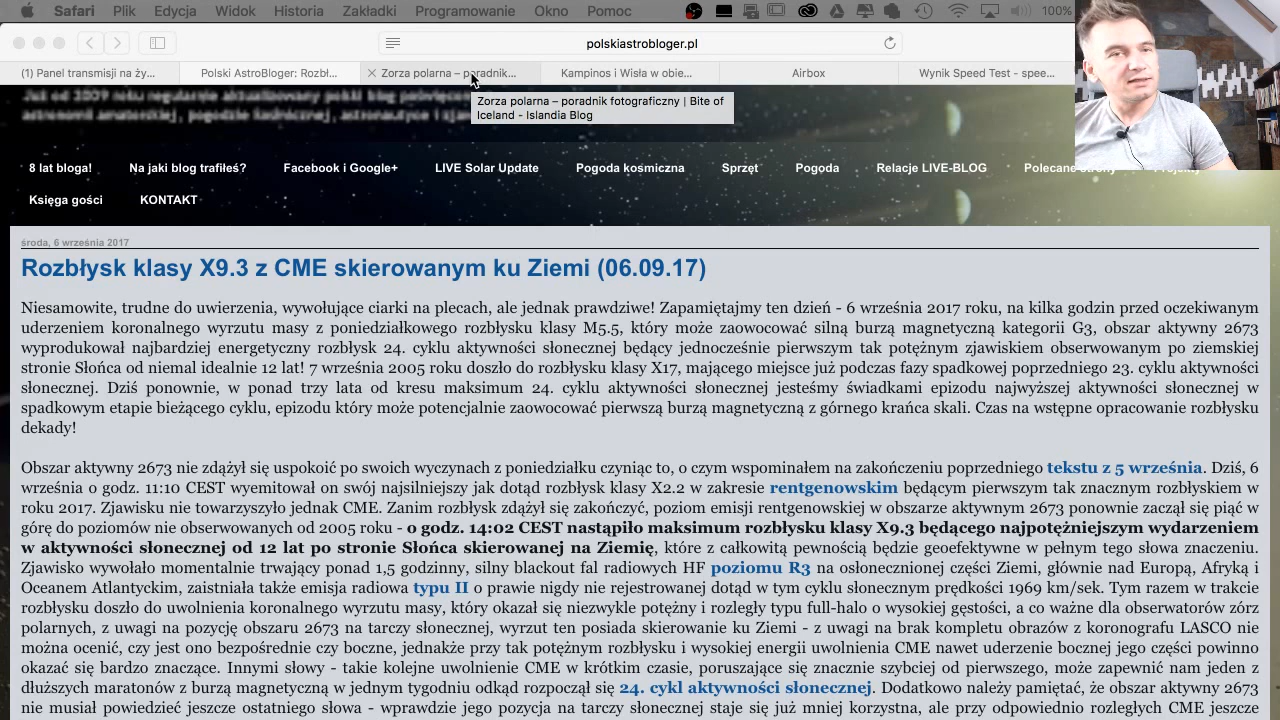 Safari Plik Edycja Widok Historia Zakładki Programowanie Okno Pomoc 100%
polskiastrobloger.pl
(1) Panel transmisji na ży... Polski AstroBloger: Rozbł... Zorza polarna – poradnik... Kampinos i Wisła w obie... Airbox Wynik Speed Test - spee...
Zorza polarna – poradnik fotograficzny | Bite of
Iceland - Islandia Blog
8 lat bloga! Na jaki blog trafiłeś? Facebook i Google+ LIVE Solar Update Pogoda kosmiczna Sprzęt Pogoda Relacje LIVE-BLOG Polecane strony Projekty
Księga gości KONTAKT
środa, 6 września 2017
Rozbłysk klasy X9.3 z CME skierowanym ku Ziemi (06.09.17)
Niesamowite, trudne do uwierzenia, wywołujące ciarki na plecach, ale jednak prawdziwe! Zapamiętajmy ten dzień - 6 września 2017 roku, na kilka godzin przed oczekiwanym
uderzeniem koronalnego wyrzutu masy z poniedziałkowego rozbłysku klasy M5.5, który może zaowocować silną burzą magnetyczną kategorii G3, obszar aktywny 2673
wyprodukował najbardziej energetyczny rozbłysk 24. cyklu aktywności słonecznej będący jednocześnie pierwszym tak potężnym zjawiskiem obserwowanym po ziemskiej
stronie Słońca od niemal idealnie 12 lat! 7 września 2005 roku doszło do rozbłysku klasy X17, mającego miejsce już podczas fazy spadkowej poprzedniego 23. cyklu aktywności
słonecznej. Dziś ponownie, w ponad trzy lata od kresu maksimum 24. cyklu aktywności słonecznej jesteśmy świadkami epizodu najwyższej aktywności słonecznej w
spadkowym etapie bieżącego cyklu, epizodu który może potencjalnie zaowocować pierwszą burzą magnetyczną z górnego krańca skali. Czas na wstępne opracowanie rozbłysku
dekady!
Obszar aktywny 2673 nie zdążył się uspokoić po swoich wyczynach z poniedziałku czyniąc to, o czym wspominałem na zakończeniu poprzedniego tekstu z 5 września. Dziś, 6
września o godz. 11:10 CEST wyemitował on swój najsilniejszy jak dotąd rozbłysk klasy X2.2 w zakresie rentgenowskim będącym pierwszym tak znacznym rozbłyskiem w
roku 2017. Zjawisku nie towarzyszyło jednak CME. Zanim rozbłysk zdążył się zakończyć, poziom emisji rentgenowskiej w obszarze aktywnym 2673 ponownie zaczął się piąć w
górę do poziomów nie obserwowanych od 2005 roku - o godz. 14:02 CEST nastąpiło maksimum rozbłysku klasy X9.3 będącego najpotężniejszym wydarzeniem
w aktywności słonecznej od 12 lat po stronie Słońca skierowanej na Ziemię, które z całkowitą pewnością będzie geoefektywne w pełnym tego słowa znaczeniu.
Zjawisko wywołało momentalnie trwający ponad 1,5 godzinny, silny blackout fal radiowych HF poziomu R3 na osłonecznionej części Ziemi, głównie nad Europą, Afryką i
Oceanem Atlantyckim, zaistniała także emisja radiowa typu II o prawie nigdy nie rejestrowanej dotąd w tym cyklu słonecznym prędkości 1969 km/sek. Tym razem w trakcie
rozbłysku doszło do uwolnienia koronalnego wyrzutu masy, który okazał się niezwykle potężny i rozległy typu full-halo o wysokiej gęstości, a co ważne dla obserwatorów zórz
polarnych, z uwagi na pozycję obszaru 2673 na tarczy słonecznej, wyrzut ten posiada skierowanie ku Ziemi - z uwagi na brak kompletu obrazów z koronografu LASCO nie
można ocenić, czy jest ono bezpośrednie czy boczne, jednakże przy tak potężnym rozbłysku i wysokiej energii uwolnienia CME nawet uderzenie bocznej jego części powinno
okazać się bardzo znaczące. Innymi słowy - takie kolejne uwolnienie CME w krótkim czasie, poruszające się znacznie szybciej od pierwszego, może zapewnić nam jeden z
dłuższych maratonów z burzą magnetyczną w jednym tygodniu odkąd rozpoczął się 24. cykl aktywności słonecznej. Dodatkowo należy pamiętać, że obszar aktywny 2673
nie musiał powiedzieć jeszcze ostatniego słowa - wprawdzie jego pozycja na tarczy słonecznej staje się już mniej korzystna, ale przy odpowiednio rozległych CME jeszcze